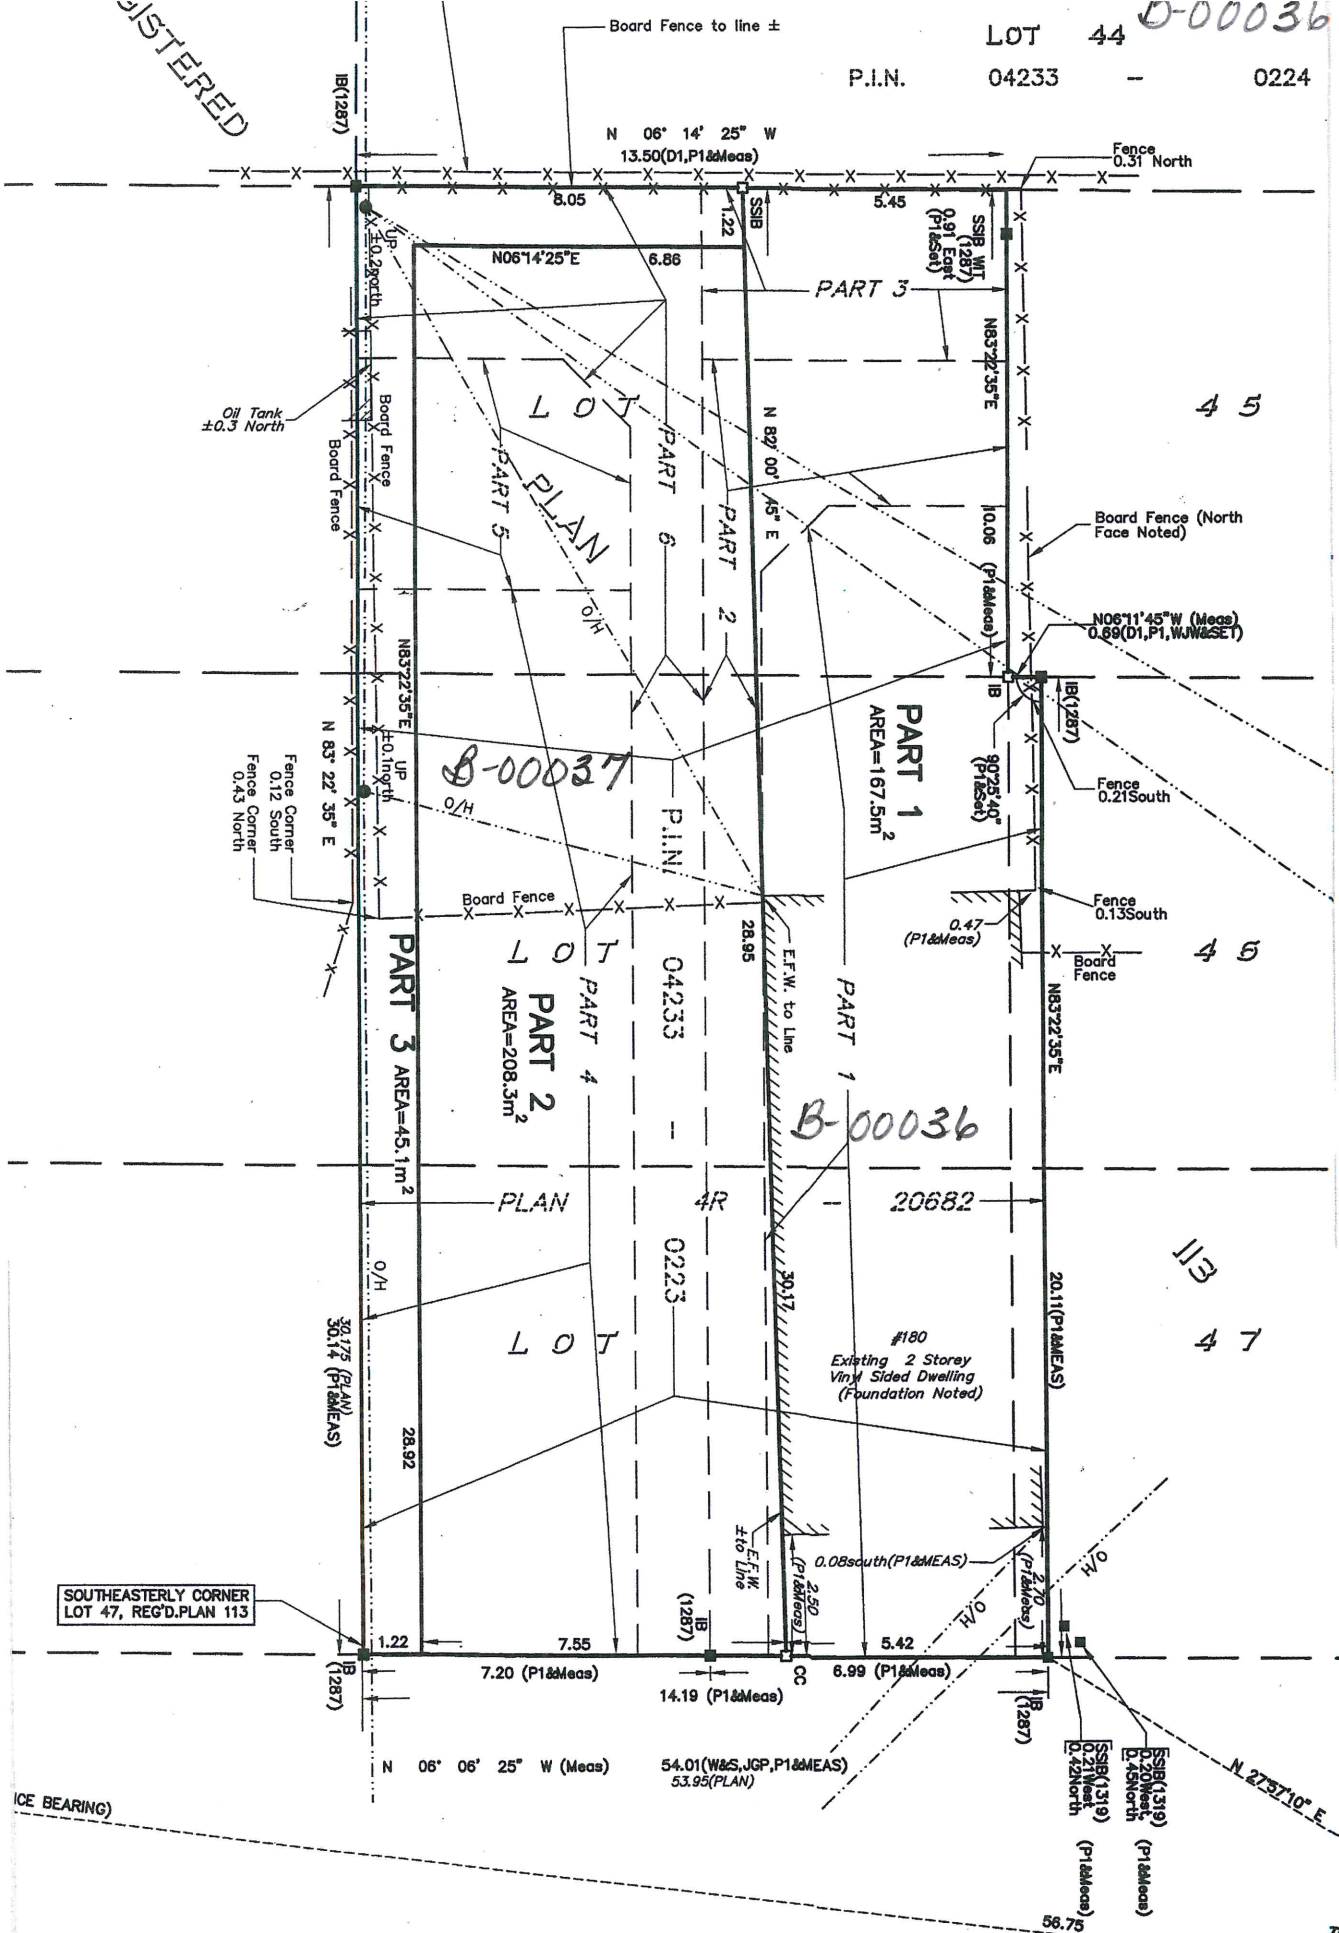 GISTERED
Board Fence to line ±
LOT 44
B-00036
P.I.N. 04233 - 0224
IB(1287)
N 06° 14' 25" W
13.50(D1,P1&Meas)
Fence
0.31 North
8.05
1.22
SSIB
5.45
SSIB WIT
(1287)
0.91 East
(P1&Set)
UP
±0.2north
N06°14'25"E
6.86
PART 3
N83°22'35"E
Oil Tank
±0.3 North
Board Fence
Board Fence
LOT
45
PART 5
PLAN
PART 6
PART 2
N 82° 00' 45" E
10.06 (P1&Meas)
Board Fence (North
Face Noted)
O/H
N06°11'45"W (Meas)
0.69(D1,P1,WJW&SET)
IB
IB(1287)
N83°22'35"E
PART 1
AREA=167.5m²
90°25'40"
(P1&Set)
Fence
0.21South
UP
±0.1north
N 83° 22' 35" E
B-00037
O/H
P.I.N.
Fence Corner
0.12 South
Fence Corner
0.43 North
Board Fence
Fence
0.13South
0.47
(P1&Meas)
Board
Fence
46
LOT
28.95
E.F.W. to Line
PART 3 AREA=45.1m²
PART 2
AREA=208.3m²
PART 4
04233
-
PART 1
N83°22'35"E
B-00036
PLAN 4R - 20682
113
O/H
0223
30.17
20.11(P1&MEAS)
30.175 (PLAN)
30.14 (P1&MEAS)
LOT
#180
Existing 2 Storey
Vinyl Sided Dwelling
(Foundation Noted)
47
28.92
E.F.W.
±to Line
2.50
(P1&Meas)
0.08south(P1&MEAS)
2.70
(P1&Meas)
O/H
O/H
SOUTHEASTERLY CORNER
LOT 47, REG'D.PLAN 113
IB
(1287)
1.22
7.55
IB
(1287)
5.42
7.20 (P1&Meas)
CC
6.99 (P1&Meas)
IB
(1287)
14.19 (P1&Meas)
N 06° 06' 25" W (Meas)
54.01(W&S,JGP,P1&MEAS)
53.95(PLAN)
SSIB(1319)
0.21West
0.42North
(P1&Meas)
SSIB(1319)
0.20West
0.45North
(P1&Meas)
N 27°57'10" E
ICE BEARING)
56.75